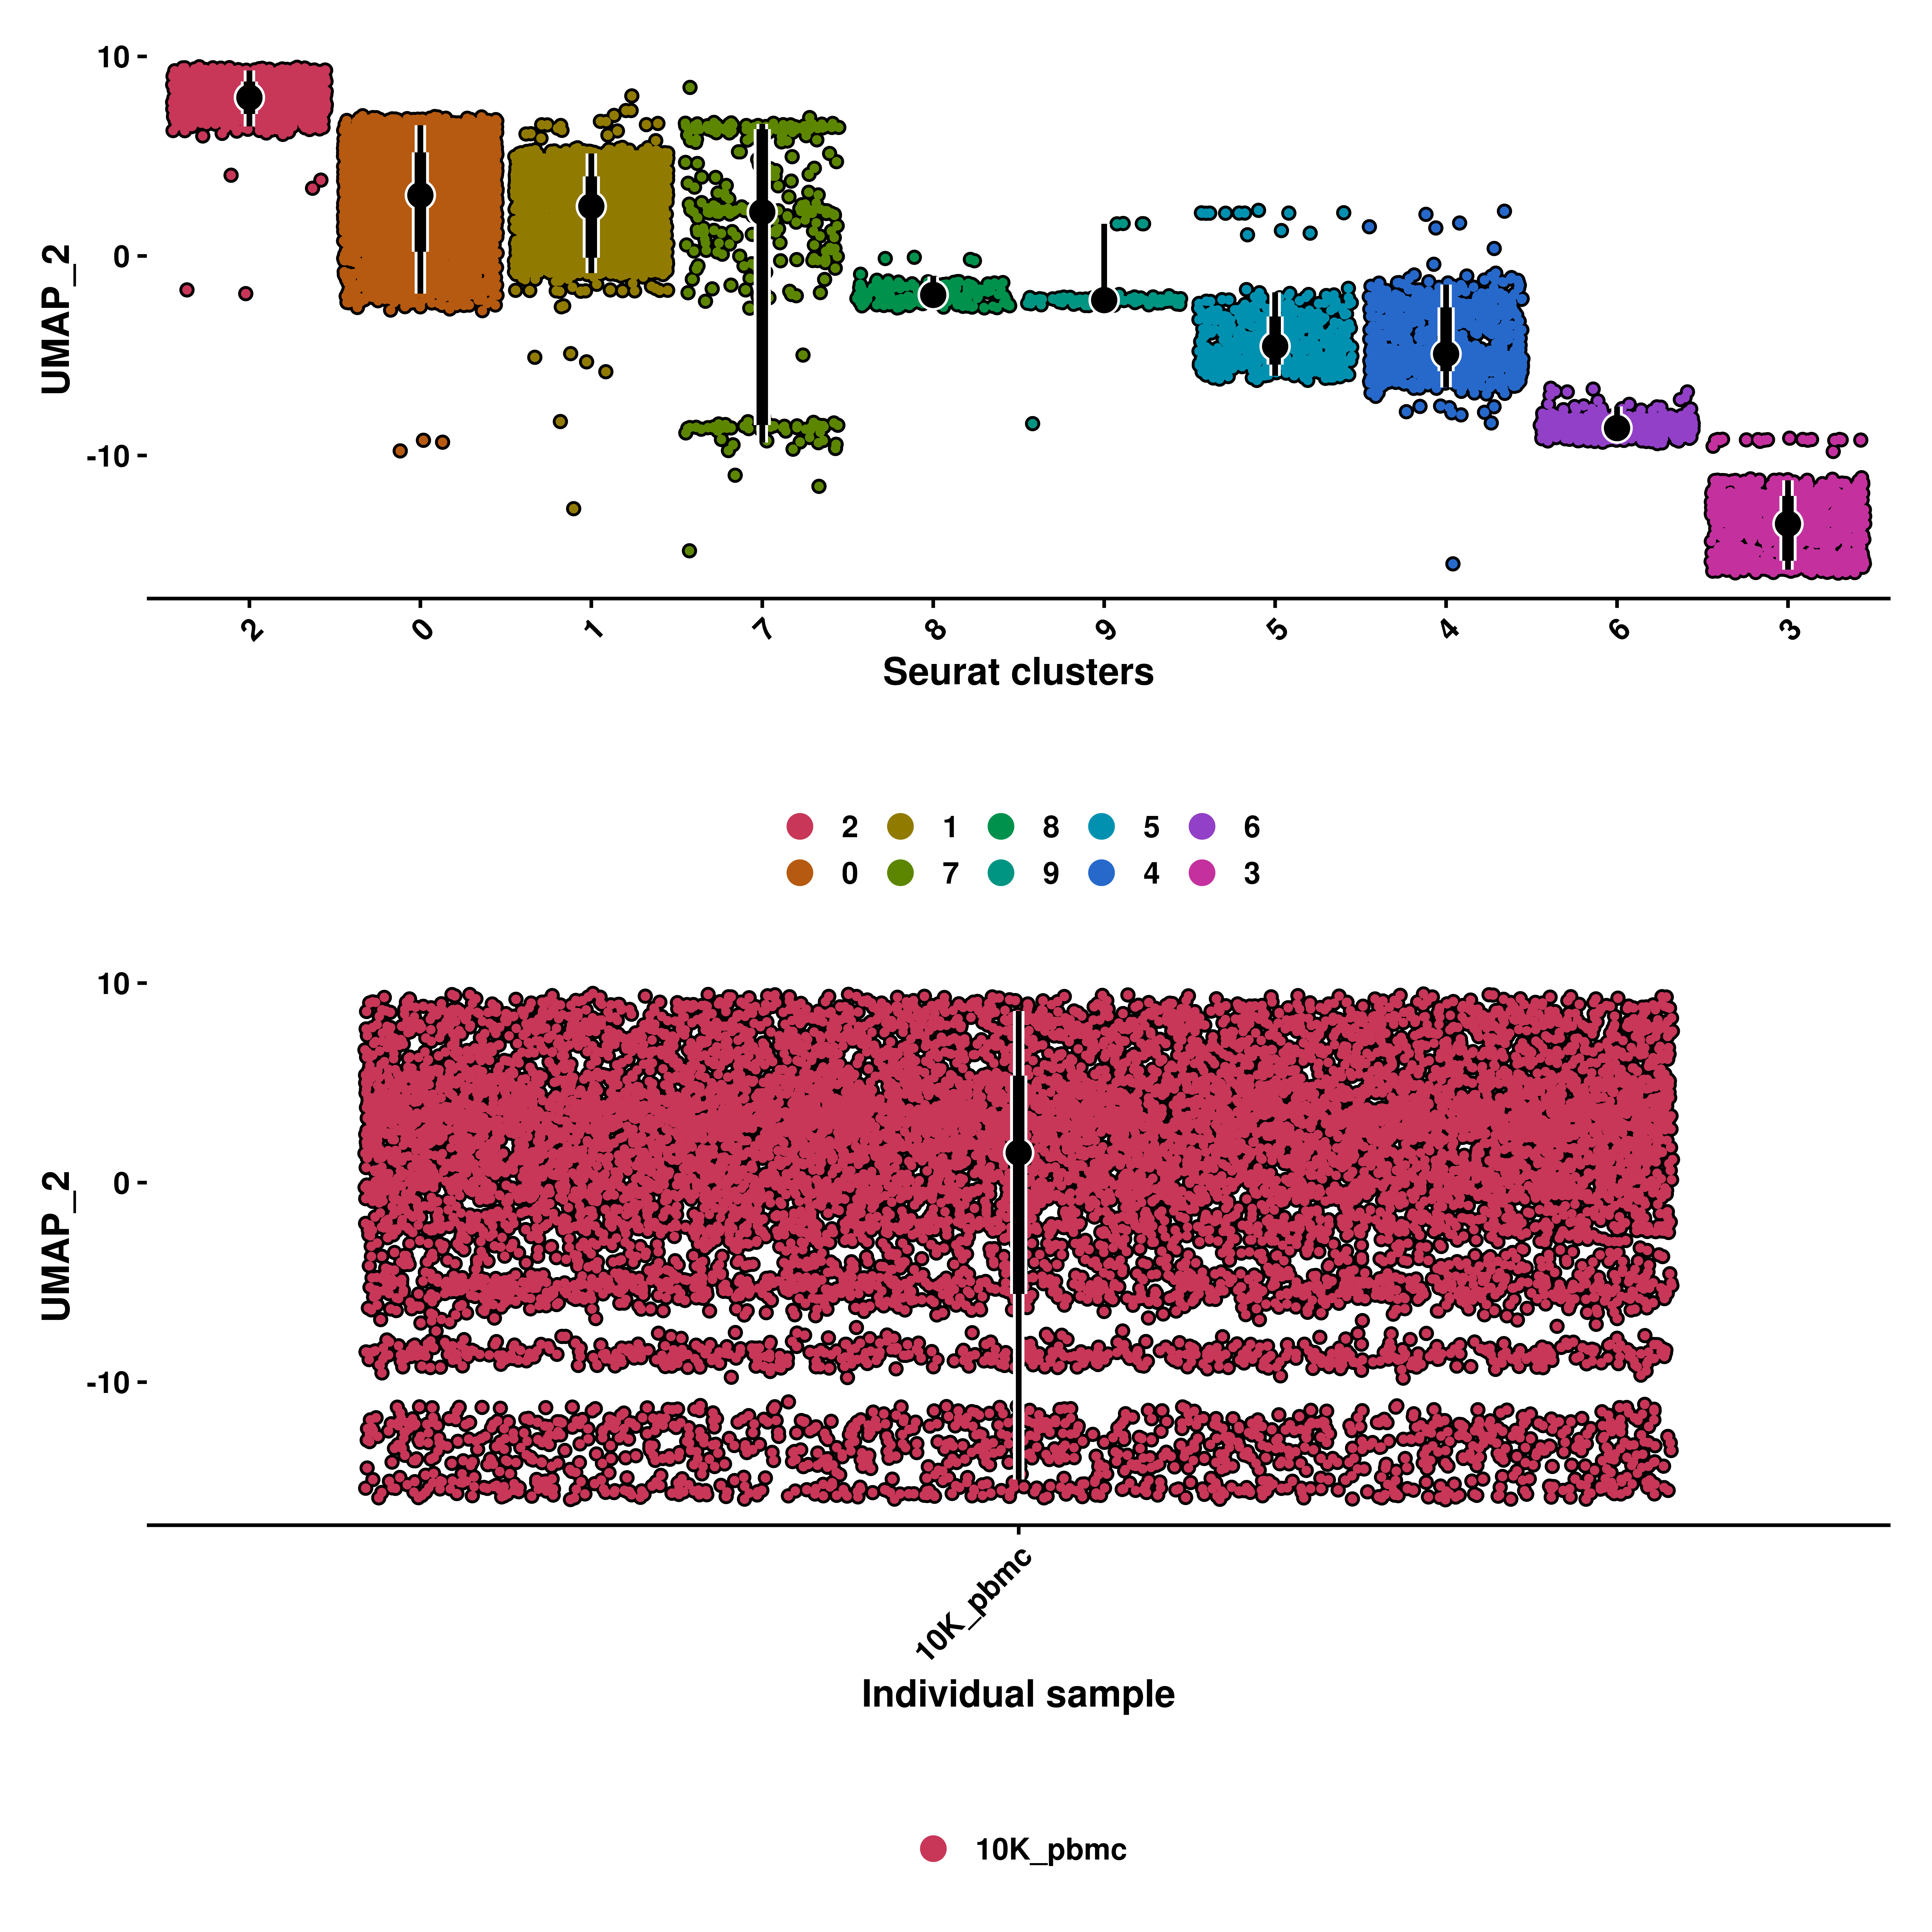 10
0
-10
UMAP_2
2 0 1 7 8 9 5 4 6 3
Seurat clusters
2 1 8 5 6
0 7 9 4 3
10
0
-10
UMAP_2
10K_pbmc
Individual sample
10K_pbmc